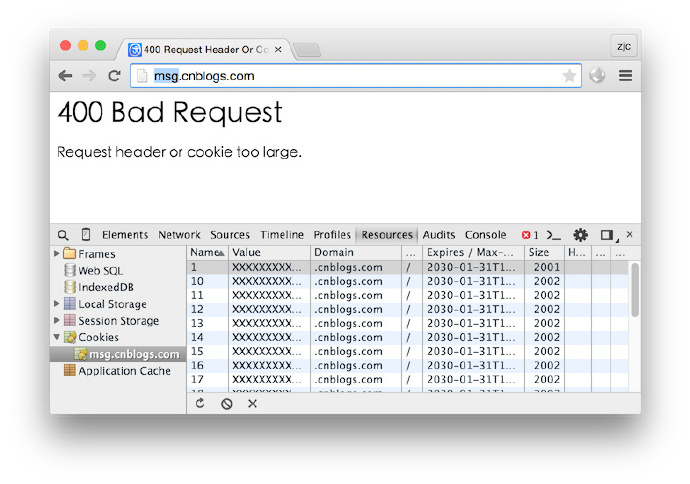 400 Request Header Or Co
zjc
msg.cnblogs.com
400 Bad Request
Request header or cookie too large.
Elements Network Sources Timeline Profiles Resources Audits Console 1
Frames
Web SQL
IndexedDB
Local Storage
Session Storage
Cookies
msg.cnblogs.com
Application Cache
Name Value Domain ... Expires / Max-... Size H... ... ...
1 XXXXXXXXX... .cnblogs.com / 2030-01-31T1... 2001
10 XXXXXXXXX... .cnblogs.com / 2030-01-31T1... 2002
11 XXXXXXXXX... .cnblogs.com / 2030-01-31T1... 2002
12 XXXXXXXXX... .cnblogs.com / 2030-01-31T1... 2002
13 XXXXXXXXX... .cnblogs.com / 2030-01-31T1... 2002
14 XXXXXXXXX... .cnblogs.com / 2030-01-31T1... 2002
15 XXXXXXXXX... .cnblogs.com / 2030-01-31T1... 2002
16 XXXXXXXXX... .cnblogs.com / 2030-01-31T1... 2002
17 XXXXXXXXX... .cnblogs.com / 2030-01-31T1... 2002